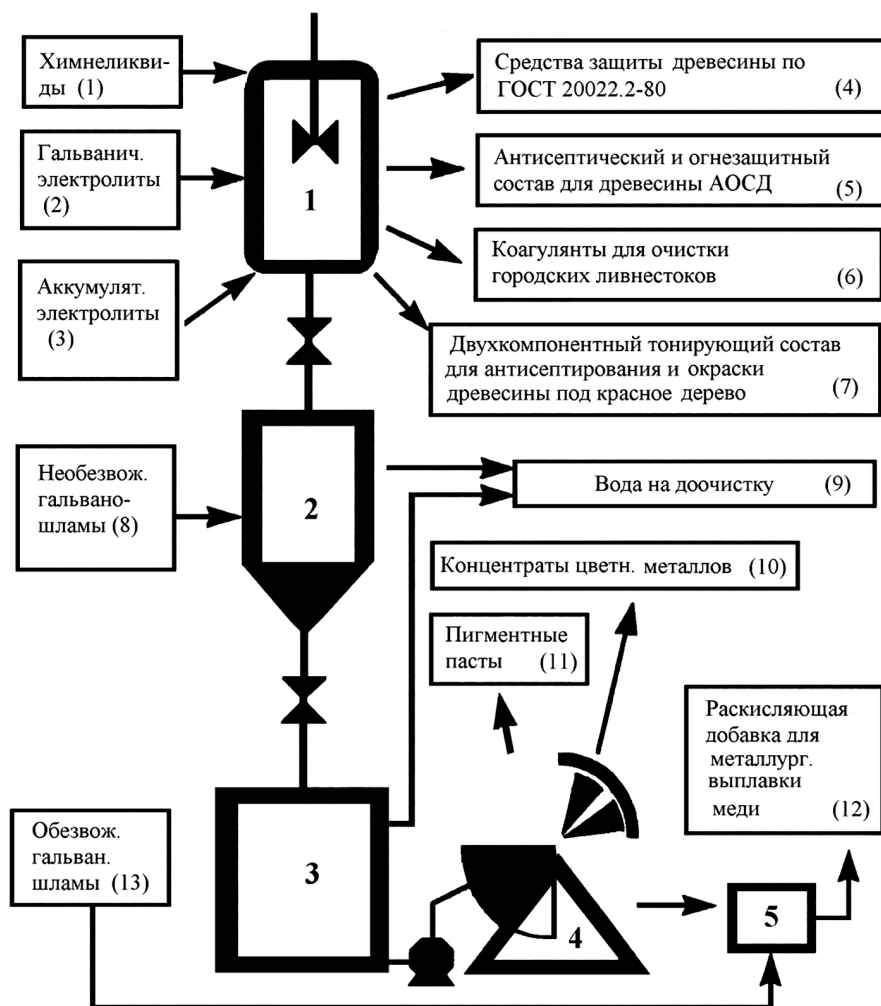 Химнеликви-
ды (1)
Гальванич.
электролиты
(2)
Аккумулят.
электролиты
(3)
1
Средства защиты древесины по
ГОСТ 20022.2-80 (4)
Антисептический и огнезащитный
состав для древесины АОСД (5)
Коагулянты для очистки
городских ливнестоков (6)
Двухкомпонентный тонирующий состав
для антисептирования и окраски
древесины под красное дерево (7)
Необезвож.
гальвано-
шламы (8)
2
Вода на доочистку (9)
Концентраты цветн. металлов (10)
Пигментные
пасты (11)
Раскисляющая
добавка для
металлург.
выплавки
меди (12)
Обезвож.
гальван.
шламы (13)
3
4
5